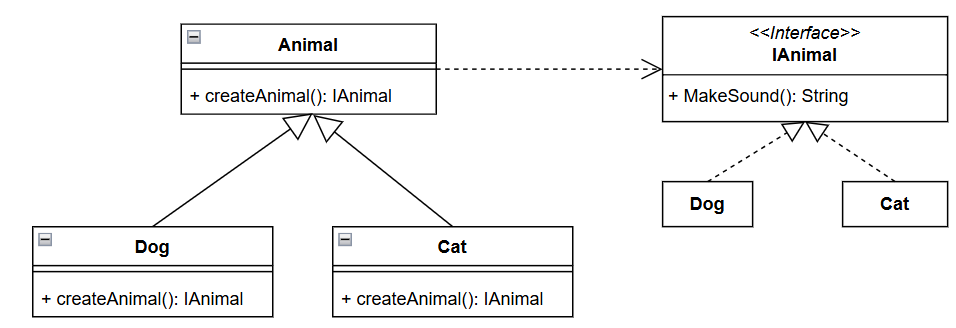 Animal
+ createAnimal(): IAnimal
<<Interface>>
IAnimal
+ MakeSound(): String
Dog
Cat
Dog
+ createAnimal(): IAnimal
Cat
+ createAnimal(): IAnimal